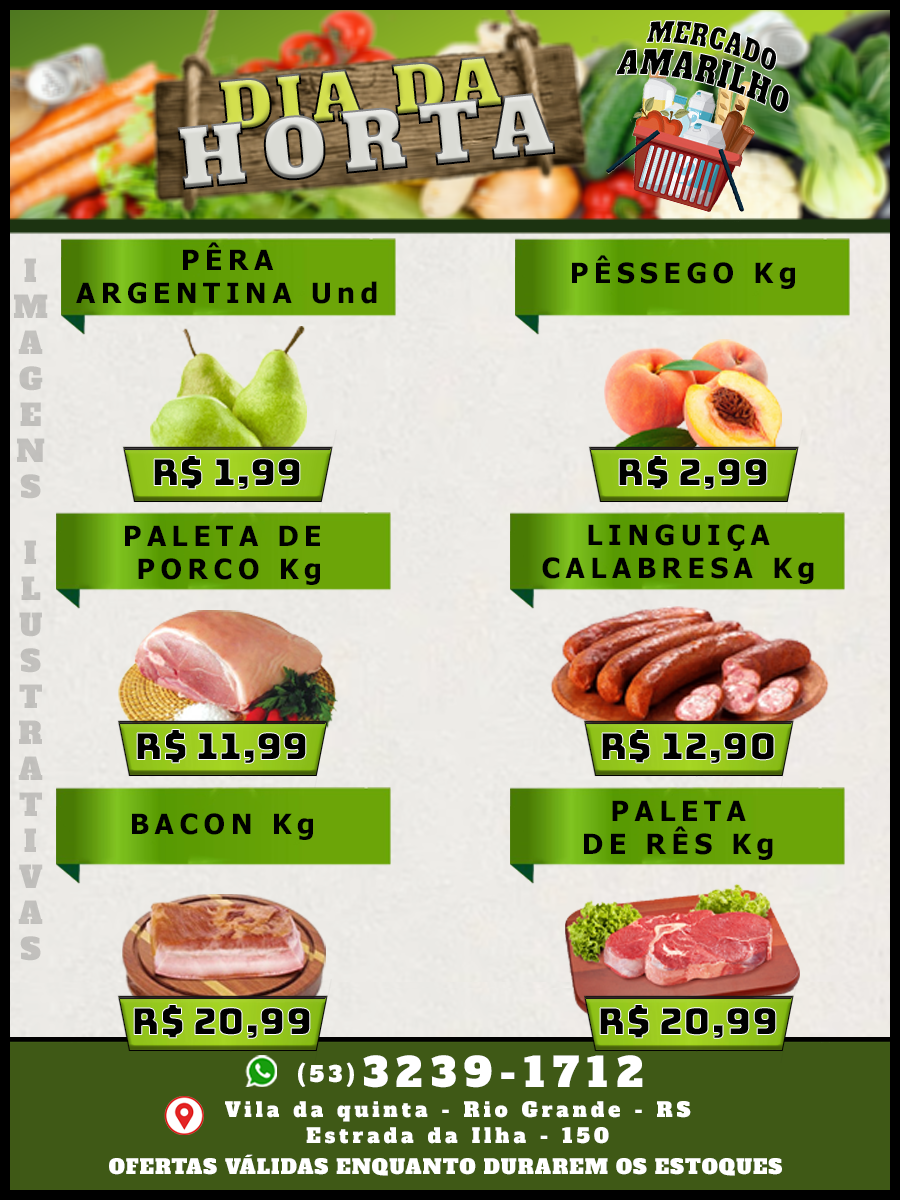 DIA DA
HORTA
MERCADO
AMARILHO
IMAGENS ILUSTRATIVAS
PÊRA
ARGENTINA Und
R$ 1,99
PÊSSEGO Kg
R$ 2,99
PALETA DE
PORCO Kg
R$ 11,99
LINGUIÇA
CALABRESA Kg
R$ 12,90
BACON Kg
R$ 20,99
PALETA
DE RÊS Kg
R$ 20,99
(53) 3239-1712
Vila da quinta - Rio Grande - RS
Estrada da Ilha - 150
OFERTAS VÁLIDAS ENQUANTO DURAREM OS ESTOQUES